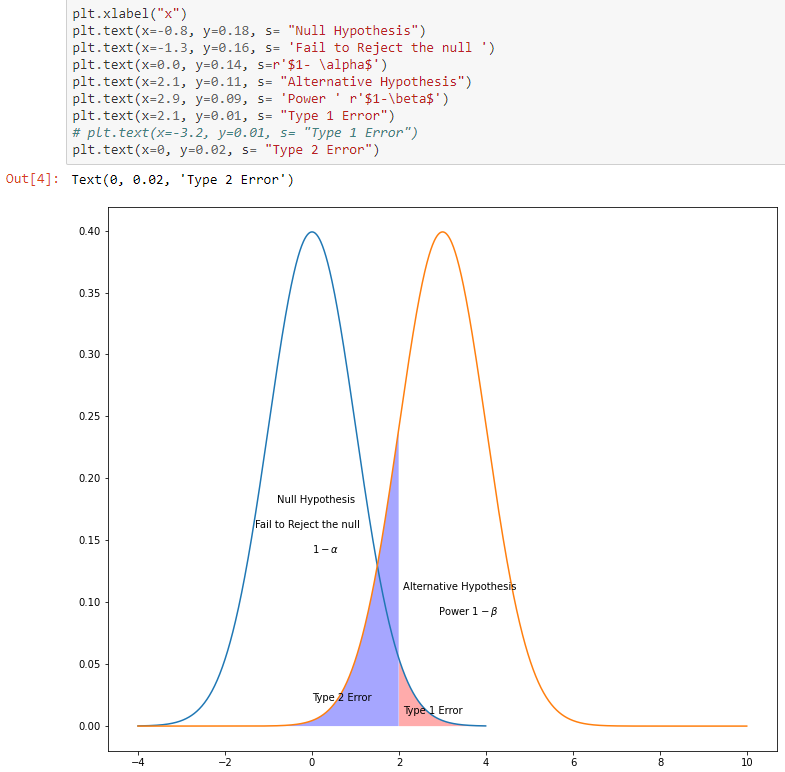 plt.xlabel("x")
plt.text(x=-0.8, y=0.18, s= "Null Hypothesis")
plt.text(x=-1.3, y=0.16, s= 'Fail to Reject the null ')
plt.text(x=0.0, y=0.14, s=r'$1- \alpha$')
plt.text(x=2.1, y=0.11, s= "Alternative Hypothesis")
plt.text(x=2.9, y=0.09, s= 'Power ' r'$1-\beta$')
plt.text(x=2.1, y=0.01, s= "Type 1 Error")
# plt.text(x=-3.2, y=0.01, s= "Type 1 Error")
plt.text(x=0, y=0.02, s= "Type 2 Error")
Out[4]: Text(0, 0.02, 'Type 2 Error')
0.40
0.35
0.30
0.25
0.20
Null Hypothesis
Fail to Reject the null
0.15
1 − α
Alternative Hypothesis
0.10
Power 1 − β
0.05
Type 2 Error
Type 1 Error
0.00
−4 −2 0 2 4 6 8 10